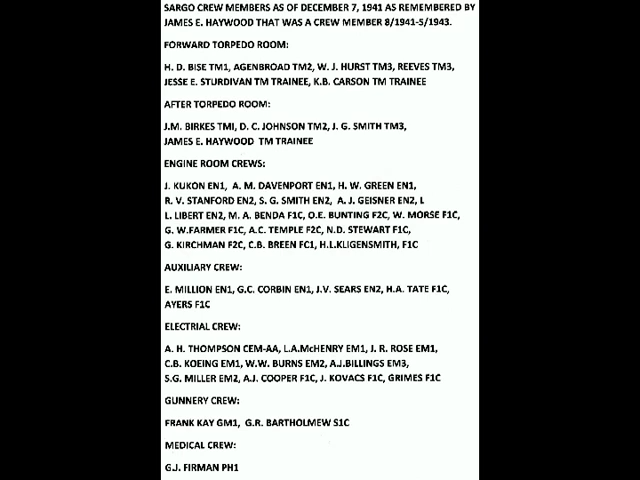 SARGO CREW MEMBERS AS OF DECEMBER 7, 1941 AS REMEMBERED BY
JAMES E. HAYWOOD THAT WAS A CREW MEMBER 8/1941-5/1943.
FORWARD TORPEDO ROOM:
H. D. BISE TM1, AGENBROAD TM2, W. J. HURST TM3, REEVES TM3,
JESSE E. STURDIVAN TM TRAINEE, K.B. CARSON TM TRAINEE
AFTER TORPEDO ROOM:
J.M. BIRKES TMI, D. C. JOHNSON TM2, J. G. SMITH TM3,
JAMES E. HAYWOOD TM TRAINEE
ENGINE ROOM CREWS:
J. KUKON EN1, A. M. DAVENPORT EN1, H. W. GREEN EN1,
R. V. STANFORD EN2, S. G. SMITH EN2, A. J. GEISNER EN2, L
L. LIBERT EN2, M. A. BENDA F1C, O.E. BUNTING F2C, W. MORSE F1C,
G. W.FARMER F1C, A.C. TEMPLE F2C, N.D. STEWART F1C,
G. KIRCHMAN F2C, C.B. BREEN FC1, H.L.KLIGENSMITH, F1C
AUXILIARY CREW:
E. MILLION EN1, G.C. CORBIN EN1, J.V. SEARS EN2, H.A. TATE F1C,
AYERS F1C
ELECTRIAL CREW:
A. H. THOMPSON CEM-AA, L.A.McHENRY EM1, J. R. ROSE EM1,
C.B. KOEING EM1, W.W. BURNS EM2, A.J.BILLINGS EM3,
S.G. MILLER EM2, A.J. COOPER F1C, J. KOVACS F1C, GRIMES F1C
GUNNERY CREW:
FRANK KAY GM1, G.R. BARTHOLMEW S1C
MEDICAL CREW:
G.J. FIRMAN PH1